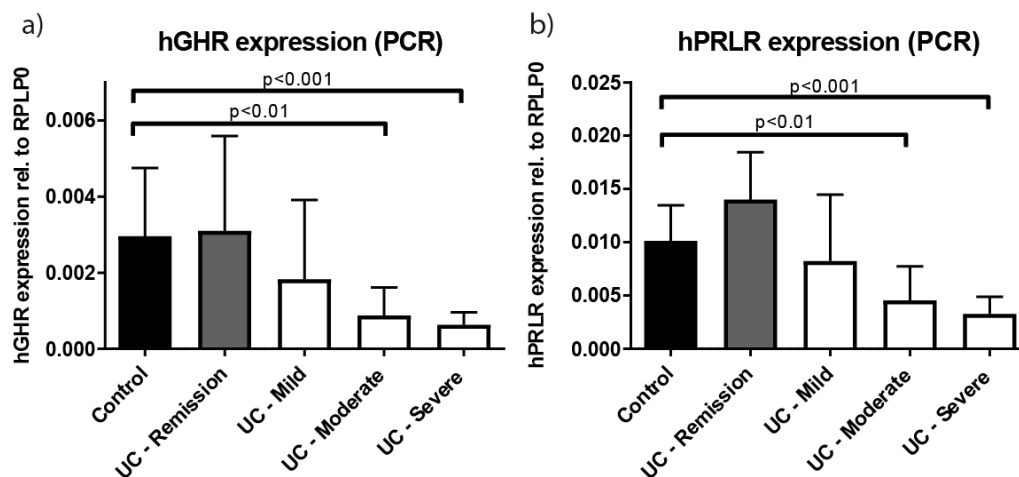 a)
hGHR expression (PCR)
hGHR expression rel. to RPLP0
0.006
0.004
0.002
0.000
p<0.001
p<0.01
Control
UC - Remission
UC - Mild
UC - Moderate
UC - Severe
b)
hPRLR expression (PCR)
hPRLR expression rel. to RPLP0
0.025
0.020
0.015
0.010
0.005
0.000
p<0.001
p<0.01
Control
UC - Remission
UC - Mild
UC - Moderate
UC - Severe